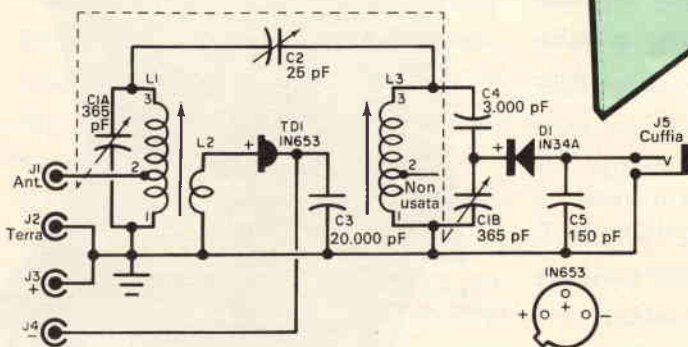 C2
25 pF
L1
L3
3
3
C4
3.000 pF
C1A
365
pF
TD1
1N653
D1
1N34A
J5
Cuffia
L2
+
+
J1
Ant.
2
2
Non
usata
C3
20.000 pF
C1B
365 pF
C5
150 pF
J2
Terra
1
1
J3
+
1N653
+
+
-
J4
-